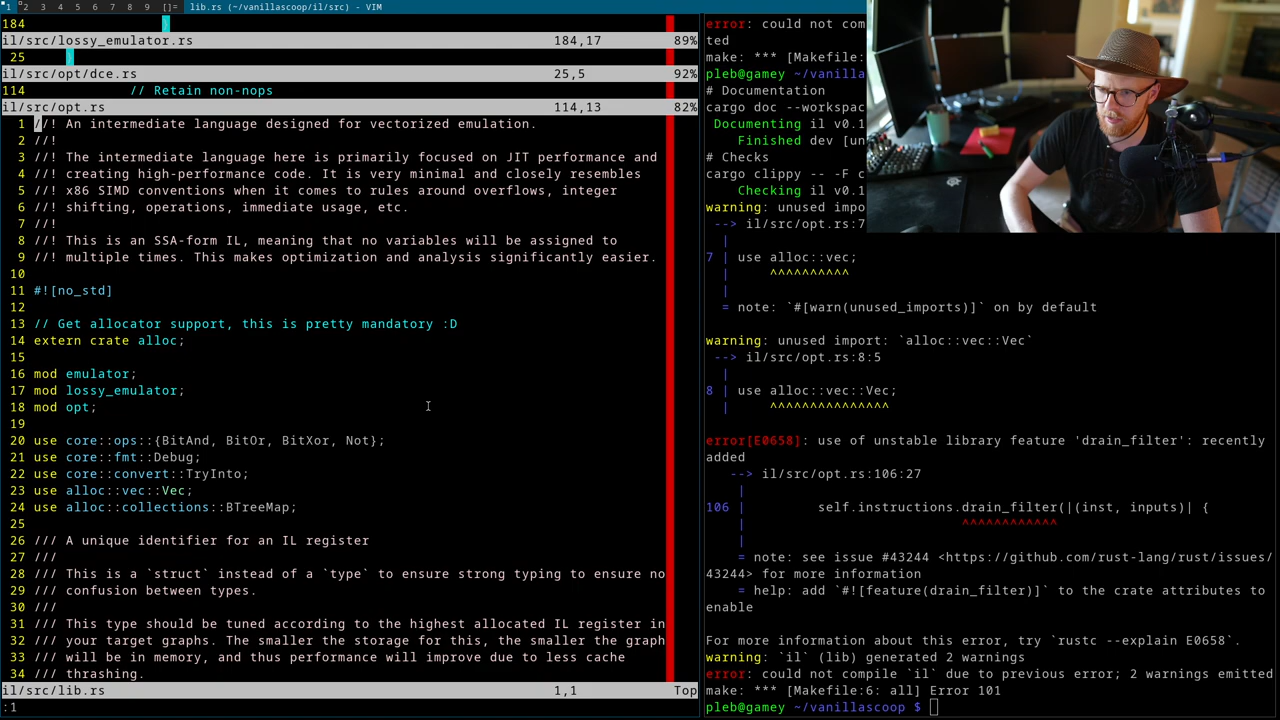 1 2 3 4 5 6 7 8 9 []= lib.rs (~/vanillascoop/il/src) - VIM
184 }
il/src/lossy_emulator.rs 184,17 89%
25 }
il/src/opt/dce.rs 25,5 92%
114 // Retain non-nops
il/src/opt.rs 114,13 82%
1 //! An intermediate language designed for vectorized emulation.
2 //!
3 //! The intermediate language here is primarily focused on JIT performance and
4 //! creating high-performance code. It is very minimal and closely resembles
5 //! x86 SIMD conventions when it comes to rules around overflows, integer
6 //! shifting, operations, immediate usage, etc.
7 //!
8 //! This is an SSA-form IL, meaning that no variables will be assigned to
9 //! multiple times. This makes optimization and analysis significantly easier.
10
11 #![no_std]
12
13 // Get allocator support, this is pretty mandatory :D
14 extern crate alloc;
15
16 mod emulator;
17 mod lossy_emulator;
18 mod opt;
19
20 use core::ops::{BitAnd, BitOr, BitXor, Not};
21 use core::fmt::Debug;
22 use core::convert::TryInto;
23 use alloc::vec::Vec;
24 use alloc::collections::BTreeMap;
25
26 /// A unique identifier for an IL register
27 ///
28 /// This is a `struct` instead of a `type` to ensure strong typing to ensure no
29 /// confusion between types.
30 ///
31 /// This type should be tuned according to the highest allocated IL register in
32 /// your target graphs. The smaller the storage for this, the smaller the graph
33 /// will be in memory, and thus performance will improve due to less cache
34 /// thrashing.
il/src/lib.rs 1,1 Top
:1
error: could not com
ted
make: *** [Makefile:
pleb@gamey ~/vanilla
# Documentation
cargo doc --workspac
Documenting il v0.1
Finished dev [un
# Checks
cargo clippy -- -F c
Checking il v0.1
warning: unused impo
--> il/src/opt.rs:7
|
7 | use alloc::vec;
| ^^^^^^^^^^
|
= note: `#[warn(unused_imports)]` on by default
warning: unused import: `alloc::vec::Vec`
--> il/src/opt.rs:8:5
|
8 | use alloc::vec::Vec;
| ^^^^^^^^^^^^^^^
error[E0658]: use of unstable library feature 'drain_filter': recently
added
--> il/src/opt.rs:106:27
|
106 | self.instructions.drain_filter(|(inst, inputs)| {
| ^^^^^^^^^^^^
|
= note: see issue #43244 <https://github.com/rust-lang/rust/issues/
43244> for more information
= help: add `#![feature(drain_filter)]` to the crate attributes to
enable
For more information about this error, try `rustc --explain E0658`.
warning: `il` (lib) generated 2 warnings
error: could not compile `il` due to previous error; 2 warnings emitted
make: *** [Makefile:6: all] Error 101
pleb@gamey ~/vanillascoop $